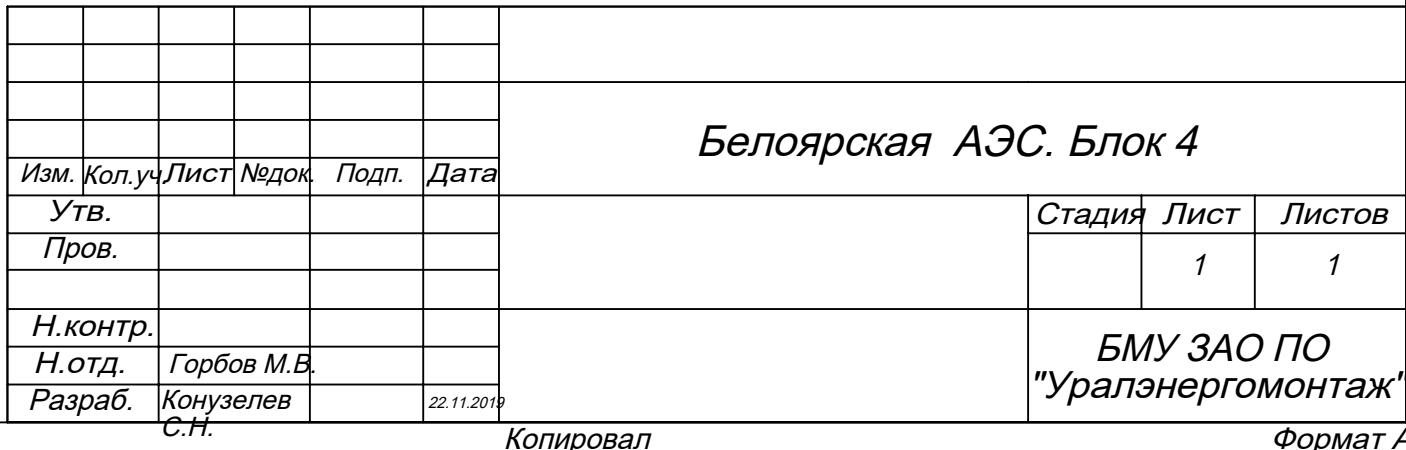 Белоярская АЭС. Блок 4
Изм. Кол.уч Лист №док. Подп. Дата
Утв. Стадия Лист Листов
Пров.
1 1
Н.контр.
БМУ ЗАО ПО
Н.отд. Горбов М.В.
"Уралэнергомонтаж"
Разраб. Конузелев 22.11.2019
С.Н.
Копировал Формат А